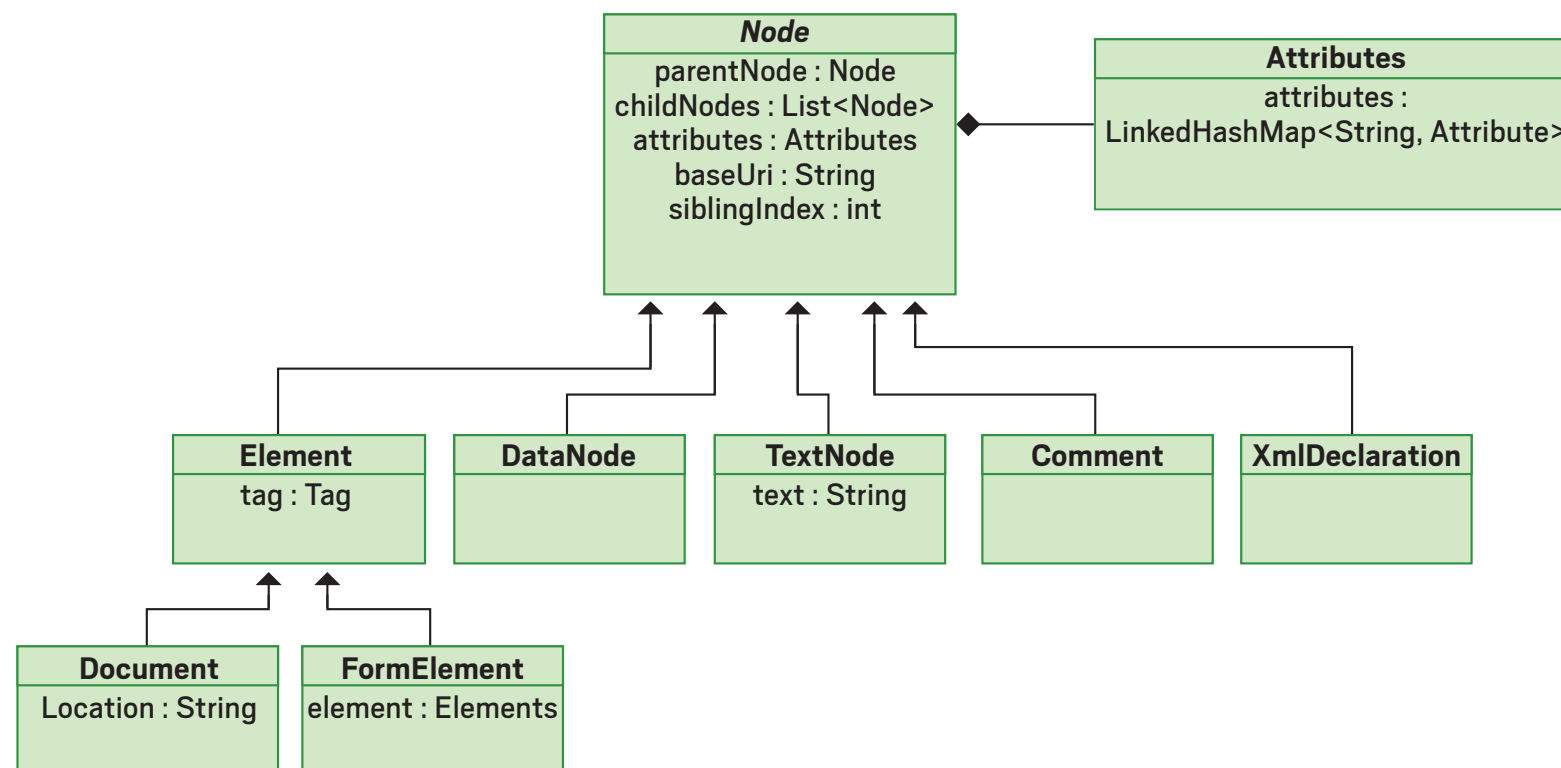 Node
parentNode : Node
childNodes : List<Node>
attributes : Attributes
baseUri : String
siblingIndex : int
Attributes
attributes :
LinkedHashMap<String, Attribute>
Element
tag : Tag
DataNode
TextNode
text : String
Comment
XmlDeclaration
Document
Location : String
FormElement
element : Elements